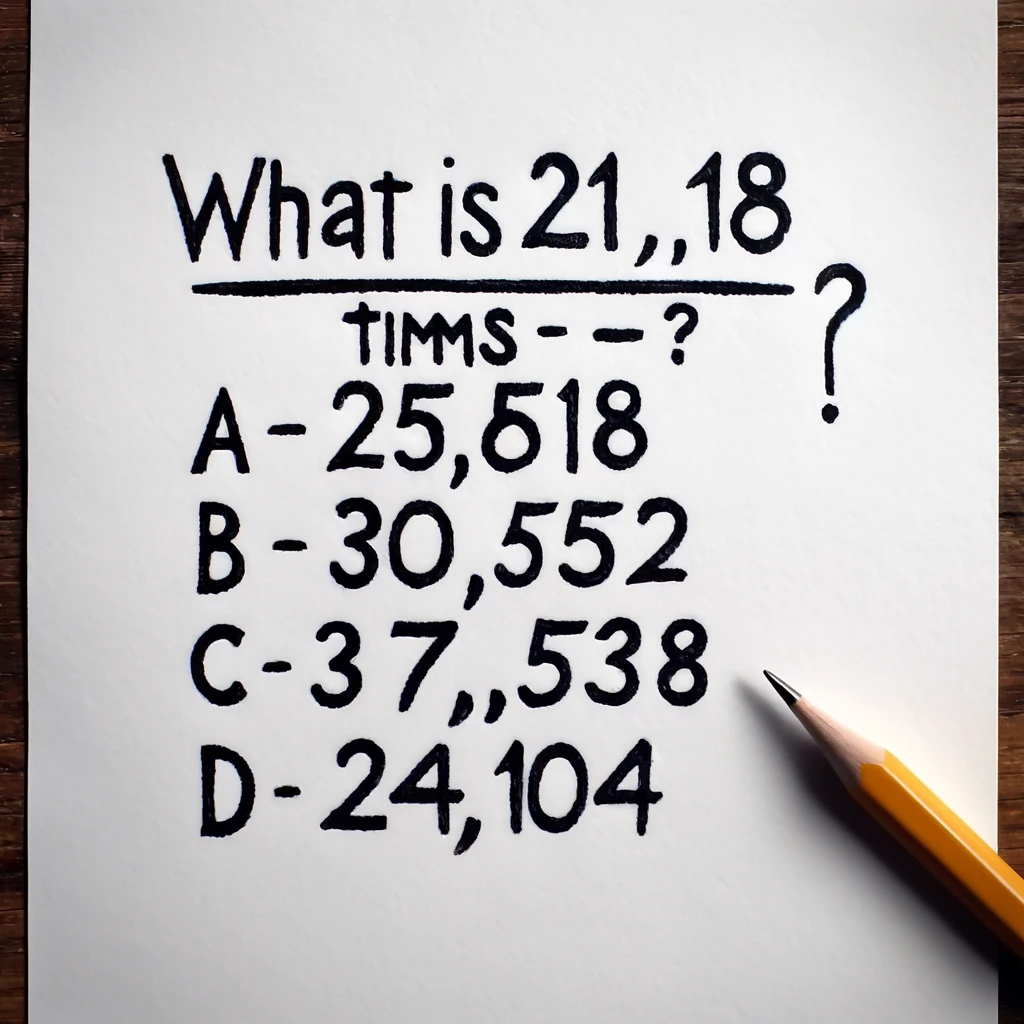 What is 21,,18
?
tIMMS - – ?
A - 25,618
B - 30,552
C - 37,,538
D - 24,104